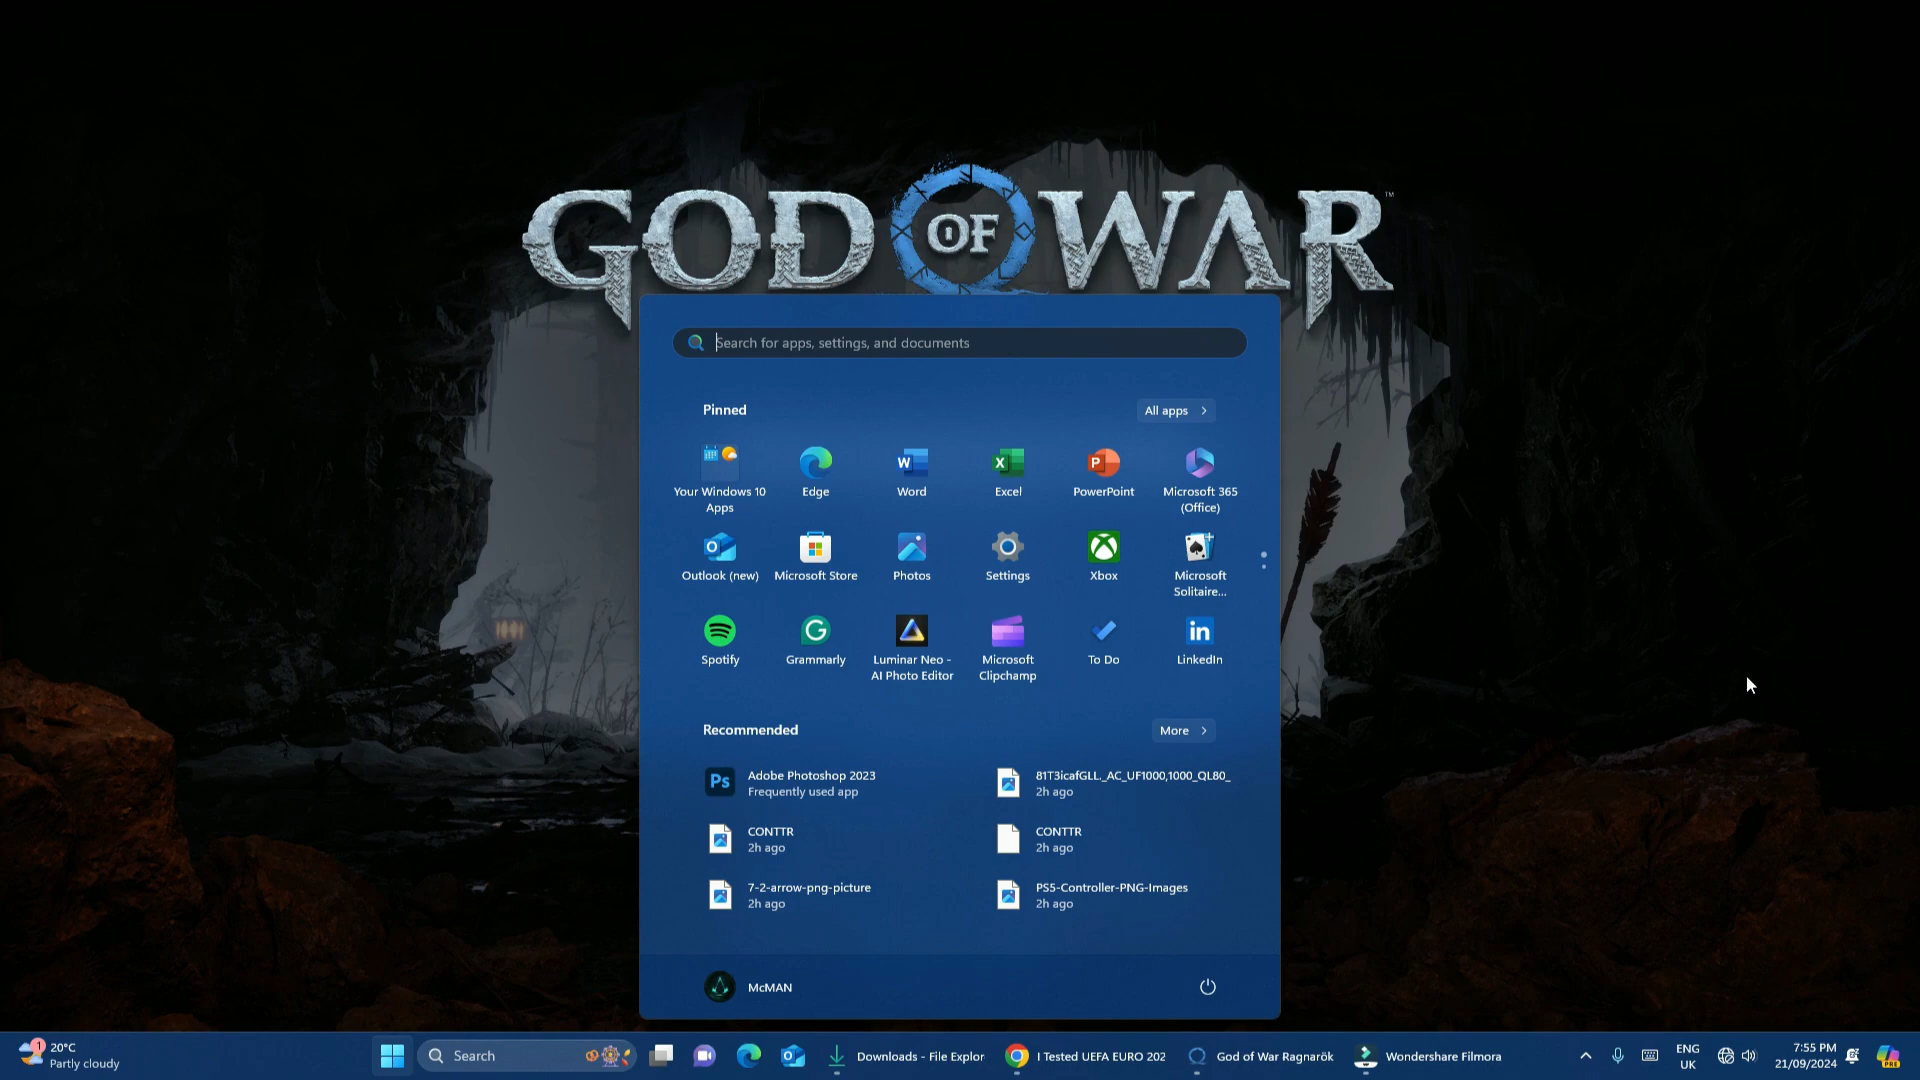 GOD OF WAR™
Search for apps, settings, and documents
Pinned
All apps
Your Windows 10 Apps
Edge
Word
Excel
PowerPoint
Microsoft 365 (Office)
Outlook (new)
Microsoft Store
Photos
Settings
Xbox
Microsoft Solitaire...
Spotify
Grammarly
Luminar Neo - AI Photo Editor
Microsoft Clipchamp
To Do
LinkedIn
Recommended
More
Ps
Adobe Photoshop 2023
Frequently used app
81T3icafGLL._AC_UF1000,1000_QL80_
2h ago
CONTTR
2h ago
CONTTR
2h ago
7-2-arrow-png-picture
2h ago
PS5-Controller-PNG-Images
2h ago
McMAN
1
20°C
Partly cloudy
Search
Downloads - File Explor
I Tested UEFA EURO 202
God of War Ragnarök
Wondershare Filmora
ENG
UK
7:55 PM
21/09/2024
PRE